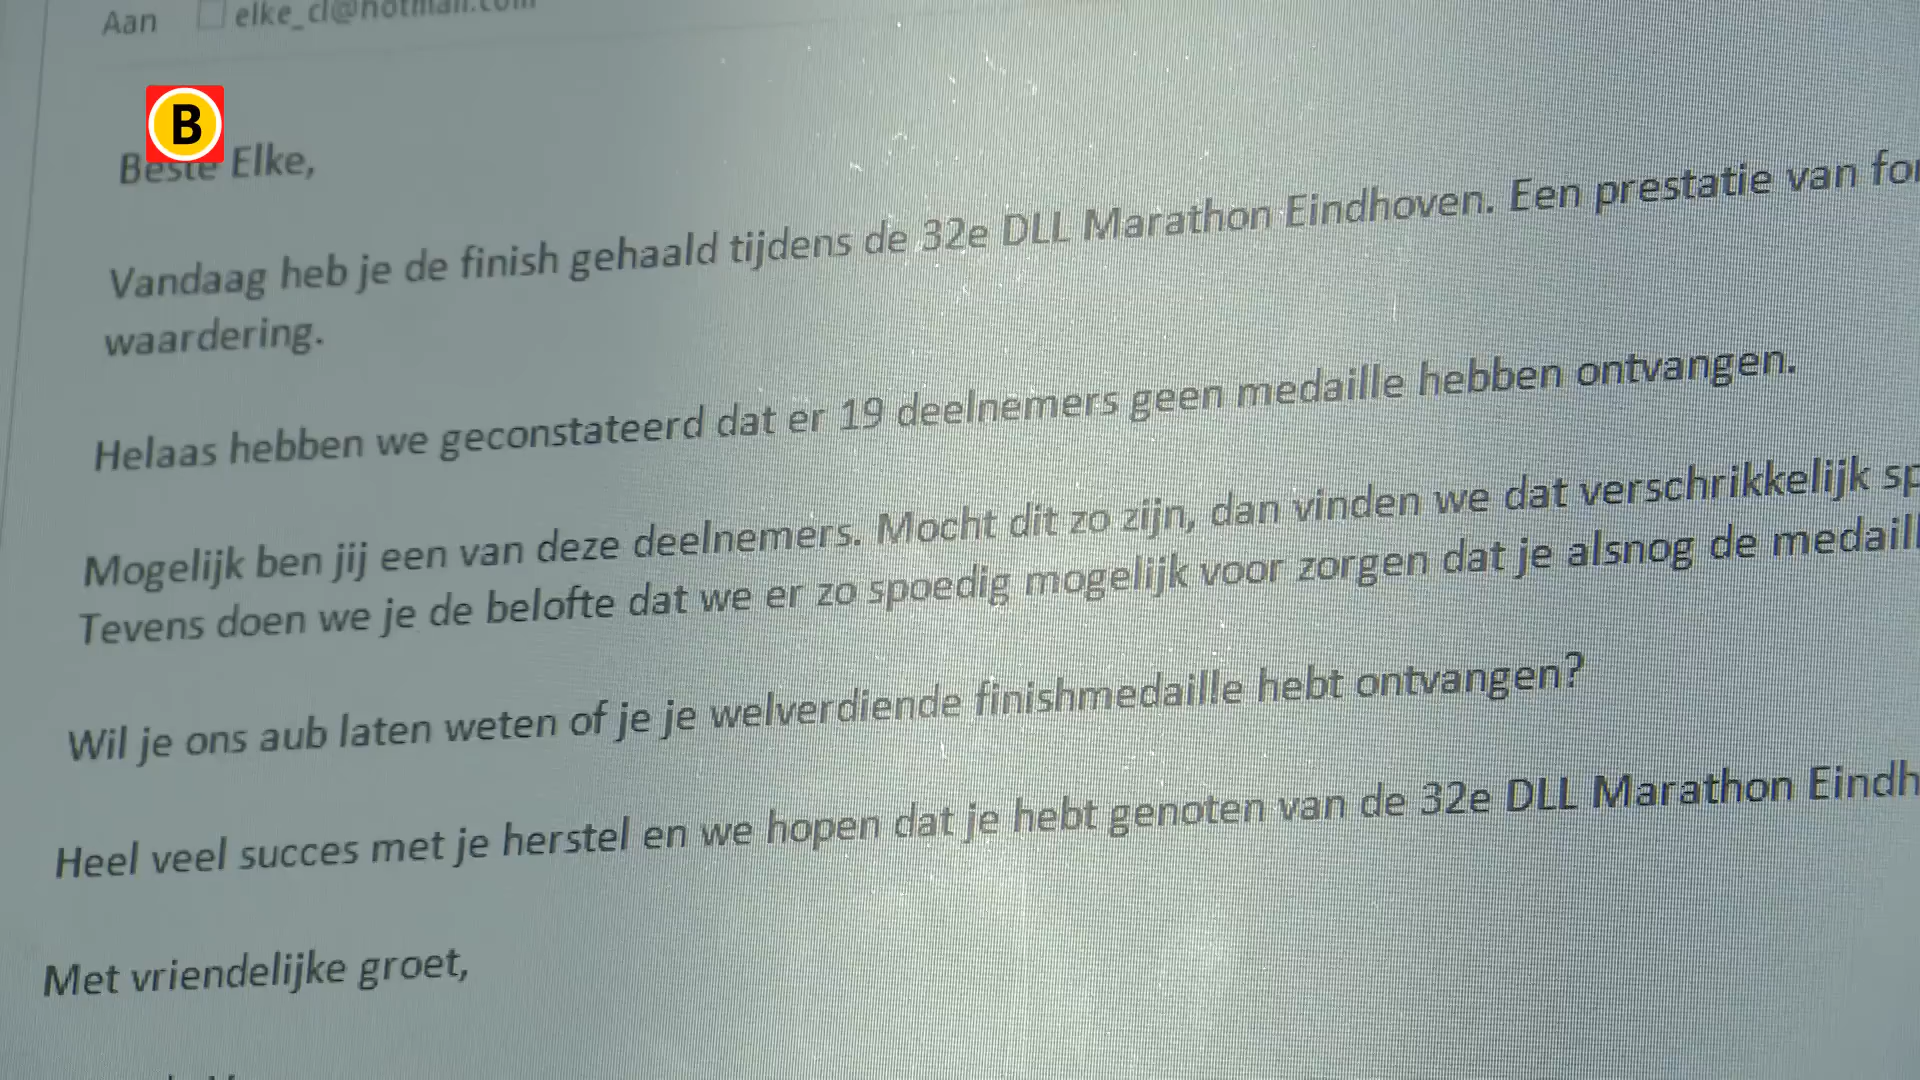 Aan elke_cl@hotmail.com
B
Beste Elke,
Vandaag heb je de finish gehaald tijdens de 32e DLL Marathon Eindhoven. Een prestatie van
waardering.
Helaas hebben we geconstateerd dat er 19 deelnemers geen medaille hebben ontvangen.
Mogelijk ben jij een van deze deelnemers. Mocht dit zo zijn, dan vinden we dat verschrikkelijk
Tevens doen we je de belofte dat we er zo spoedig mogelijk voor zorgen dat je alsnog de medaill
Wil je ons aub laten weten of je je welverdiende finishmedaille hebt ontvangen?
Heel veel succes met je herstel en we hopen dat je hebt genoten van de 32e DLL Marathon Eindh
Met vriendelijke groet,